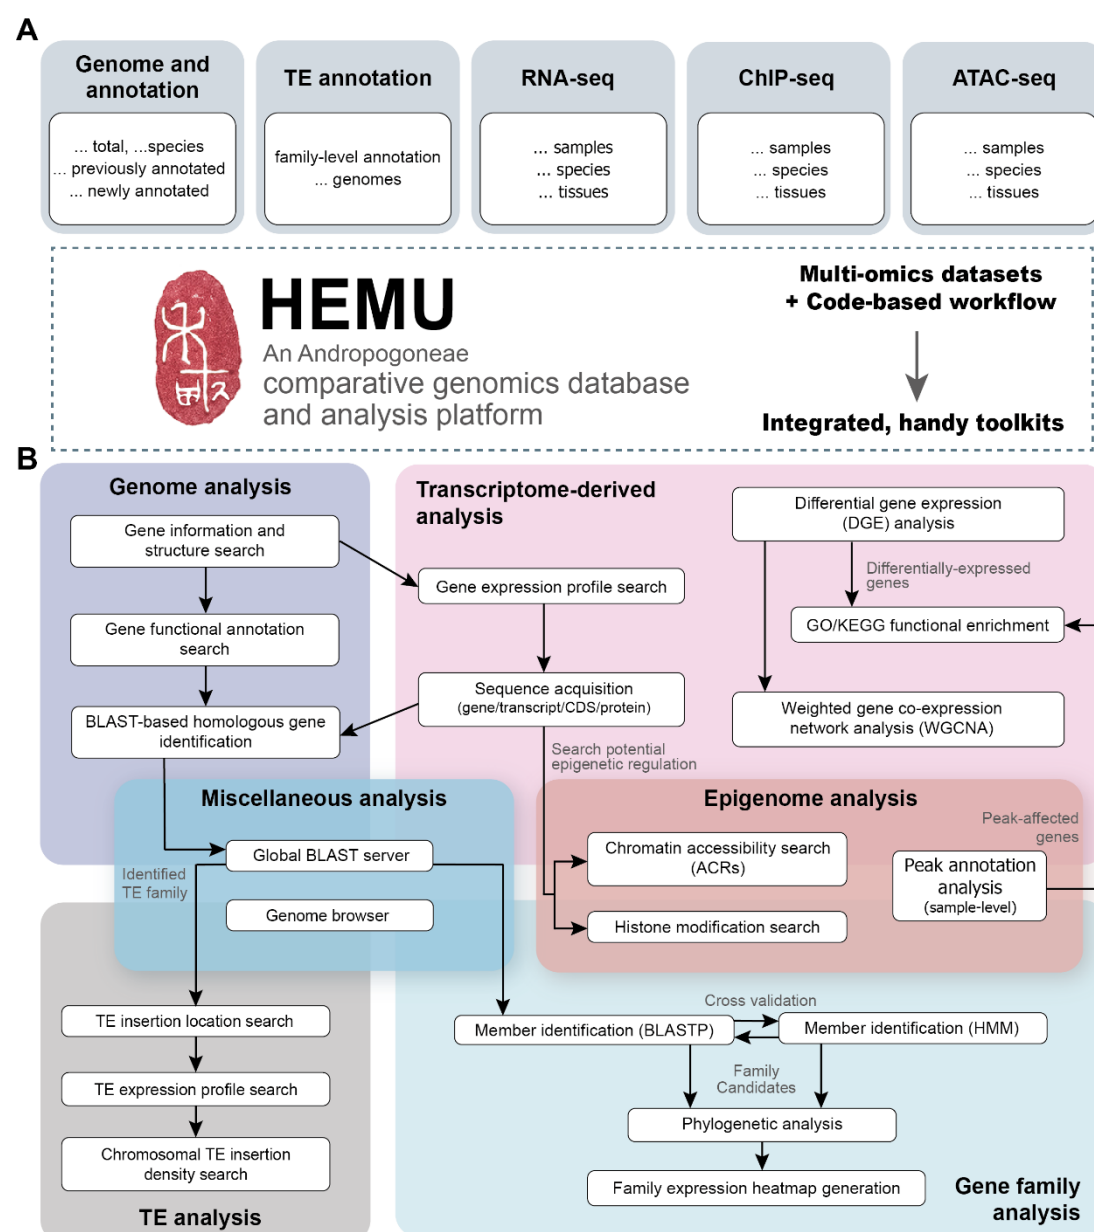 A
Genome and
annotation
... total, ...species
... previously annotated
... newly annotated
TE annotation
family-level annotation
... genomes
RNA-seq
... samples
... species
... tissues
ChIP-seq
... samples
... species
... tissues
ATAC-seq
... samples
... species
... tissues
HEMU
An Andropogoneae
comparative genomics database
and analysis platform
Multi-omics datasets
+ Code-based workflow
Integrated, handy toolkits
B
Genome analysis
Gene information and
structure search
Gene functional annotation
search
BLAST-based homologous gene
identification
Transcriptome-derived
analysis
Gene expression profile search
Sequence acquisition
(gene/transcript/CDS/protein)
Search potential
epigenetic regulation
Differential gene expression
(DGE) analysis
Differentially-expressed
genes
GO/KEGG functional enrichment
Weighted gene co-expression
network analysis (WGCNA)
Miscellaneous analysis
Global BLAST server
Genome browser
Identified
TE family
Epigenome analysis
Chromatin accessibility search
(ACRs)
Histone modification search
Peak-affected
genes
Peak annotation
analysis
(sample-level)
TE insertion location search
TE expression profile search
Chromosomal TE insertion
density search
TE analysis
Cross validation
Member identification (BLASTP)
Member identification (HMM)
Family
Candidates
Phylogenetic analysis
Family expression heatmap generation
Gene family
analysis